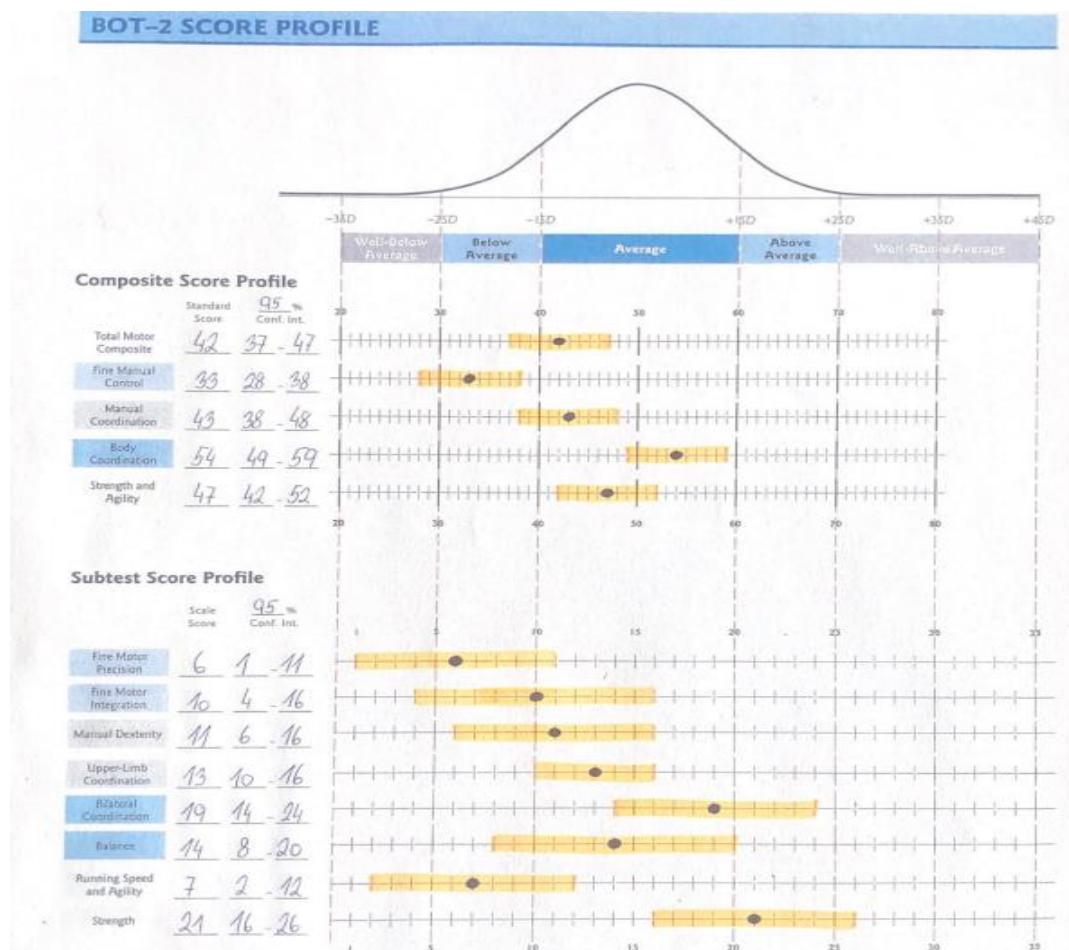 BOT–2 SCORE PROFILE
-3SD -2SD -1SD +1SD +2SD +3SD +4SD
Well-Below Average Below Average Average Above Average Well-Above Average
Composite Score Profile
Standard Score 95 % Conf. Int.
20 30 40 50 60 70 80
Total Motor Composite 42 37 - 47
Fine Manual Control 33 28 - 38
Manual Coordination 43 38 - 48
Body Coordination 54 49 - 59
Strength and Agility 47 42 - 52
20 30 40 50 60 70 80
Subtest Score Profile
Scale Score 95 % Conf. Int.
1 5 10 15 20 25 30 35
Fine Motor Precision 6 1 - 11
Fine Motor Integration 10 4 - 16
Manual Dexterity 11 6 - 16
Upper-Limb Coordination 13 10 - 16
Bilateral Coordination 19 14 - 24
Balance 14 8 - 20
Running Speed and Agility 7 2 - 12
Strength 21 16 - 26
1 5 10 15 20 25 30 35